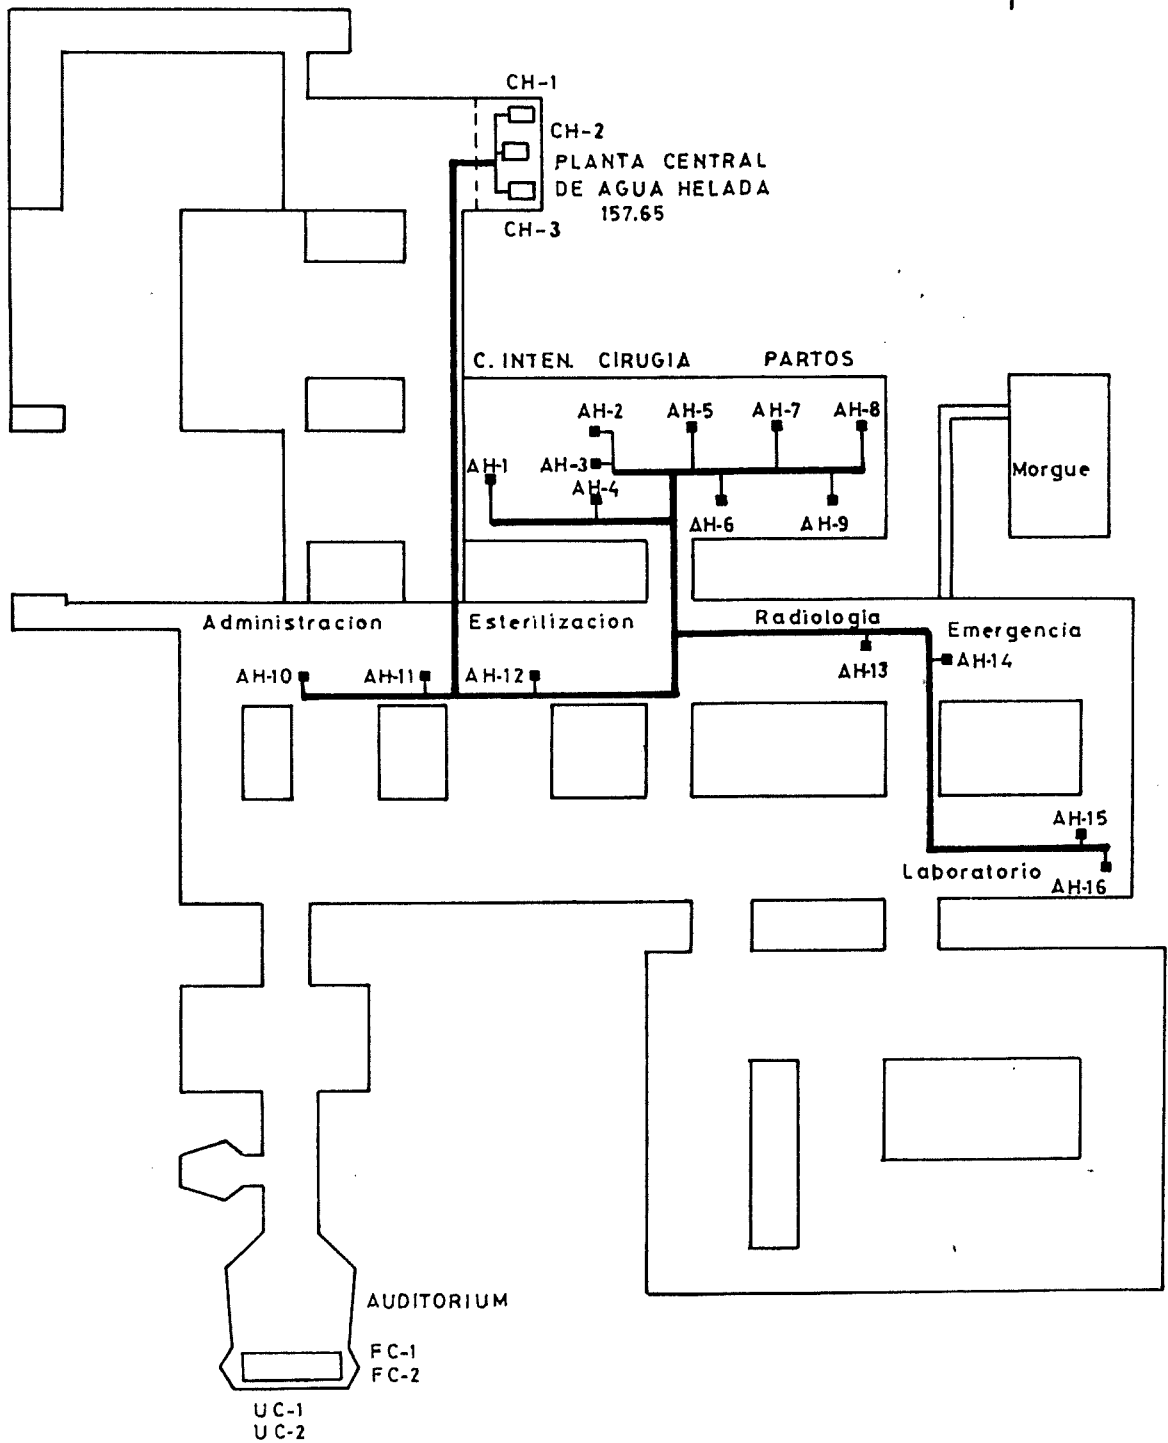 CH-1
CH-2
PLANTA CENTRAL
DE AGUA HELADA
157.65
CH-3
C. INTEN. CIRUGIA PARTOS
AH-2 AH-5 AH-7 AH-8
AH-1 AH-3
AH-4
AH-6 AH-9
Morgue
Administracion Esterilizacion Radiologia Emergencia
AH-10 AH-11 AH-12 AH-13 AH-14
AH-15
Laboratorio
AH-16
AUDITORIUM
FC-1
FC-2
UC-1
UC-2